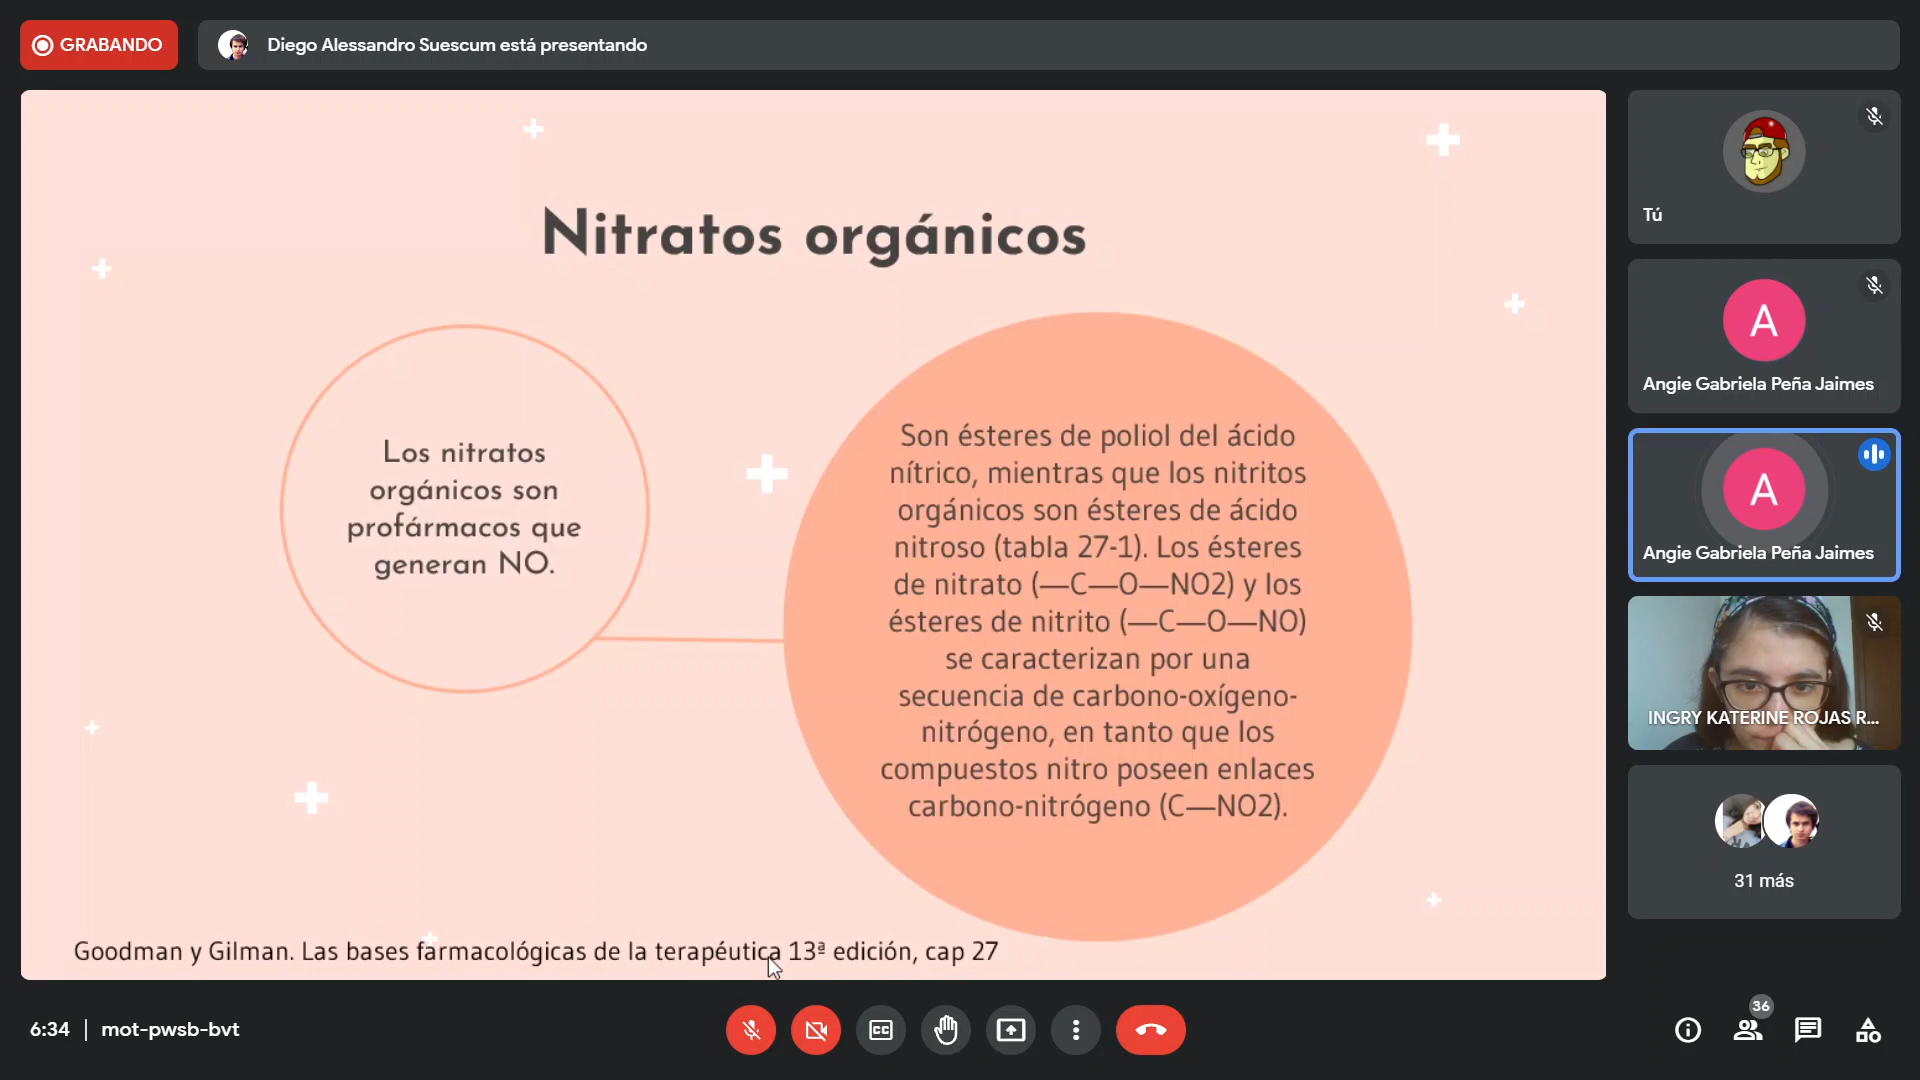 GRABANDO
Diego Alessandro Suescum está presentando
Nitratos orgánicos
Los nitratos
orgánicos son
profármacos que
generan NO.
Son ésteres de poliol del ácido
nítrico, mientras que los nitritos
orgánicos son ésteres de ácido
nitroso (tabla 27-1). Los ésteres
de nitrato (—C—O—NO2) y los
ésteres de nitrito (—C—O—NO)
se caracterizan por una
secuencia de carbono-oxígeno-
nitrógeno, en tanto que los
compuestos nitro poseen enlaces
carbono-nitrógeno (C—NO2).
Goodman y Gilman. Las bases farmacológicas de la terapéutica 13ª edición, cap 27
Tú
A
Angie Gabriela Peña Jaimes
A
Angie Gabriela Peña Jaimes
INGRY KATERINE ROJAS R...
31 más
6:34 | mot-pwsb-bvt
CC
36